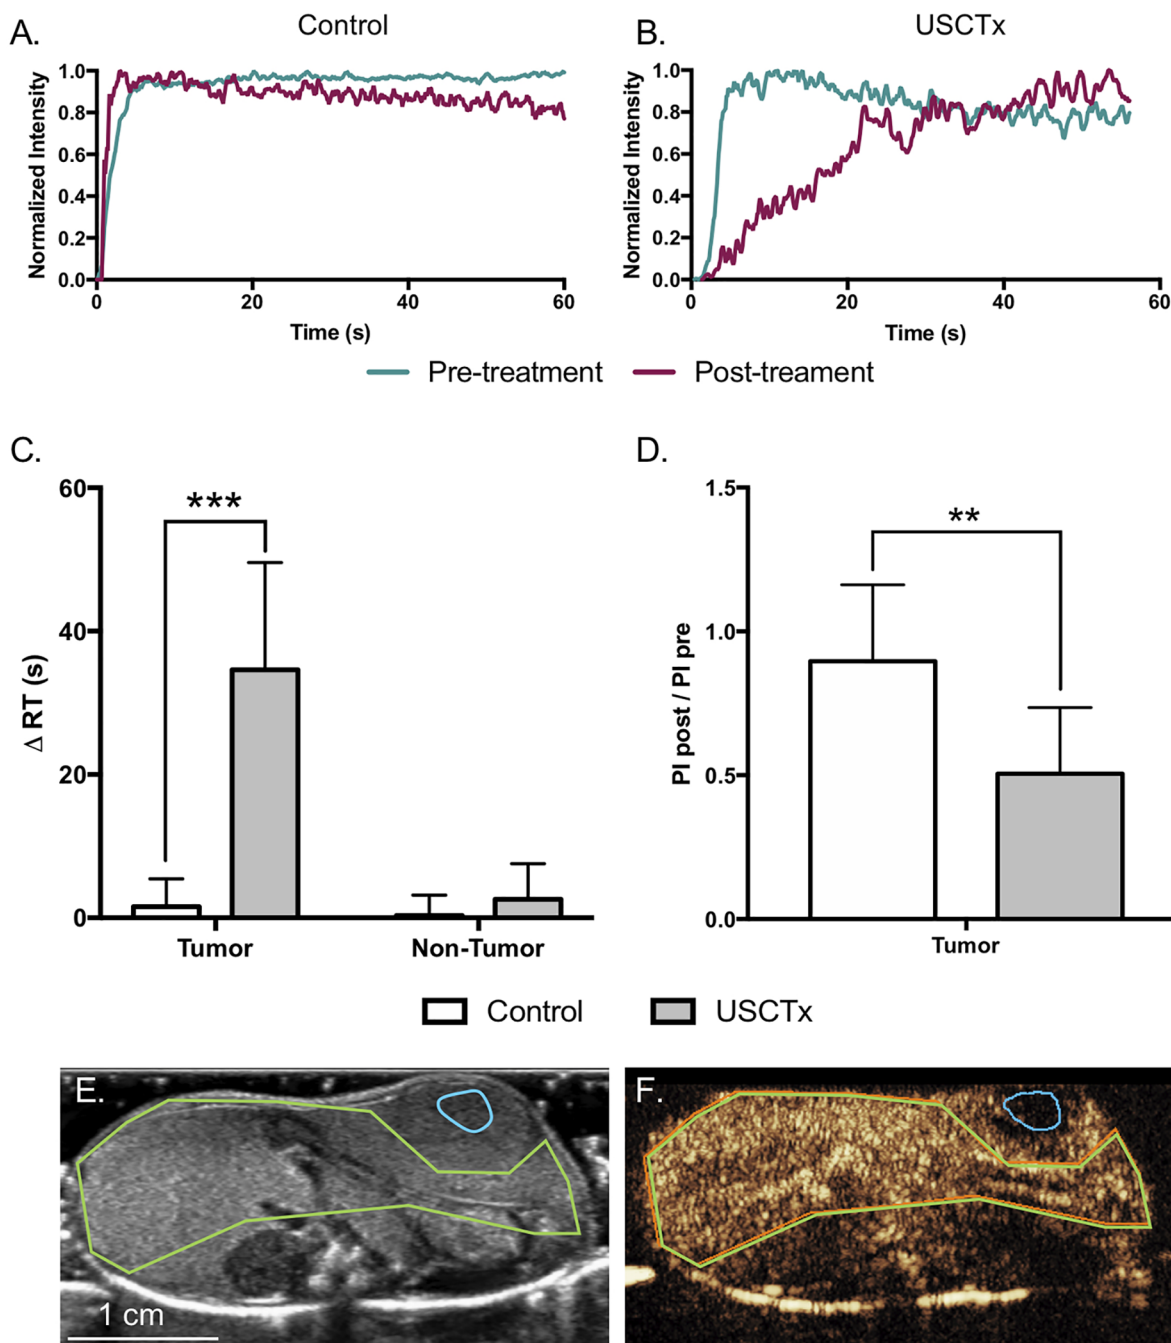 A.
Control
Normalized Intensity
1.0
0.8
0.6
0.4
0.2
0.0
0
20
40
60
Time (s)
B.
USCTx
Normalized Intensity
1.0
0.8
0.6
0.4
0.2
0.0
0
20
40
60
Time (s)
Pre-treatment
Post-treament
C.
Δ RT (s)
60
40
20
0
***
Tumor
Non-Tumor
D.
PI post / PI pre
1.5
1.0
0.5
0.0
**
Tumor
Control
USCTx
E.
1 cm
F.